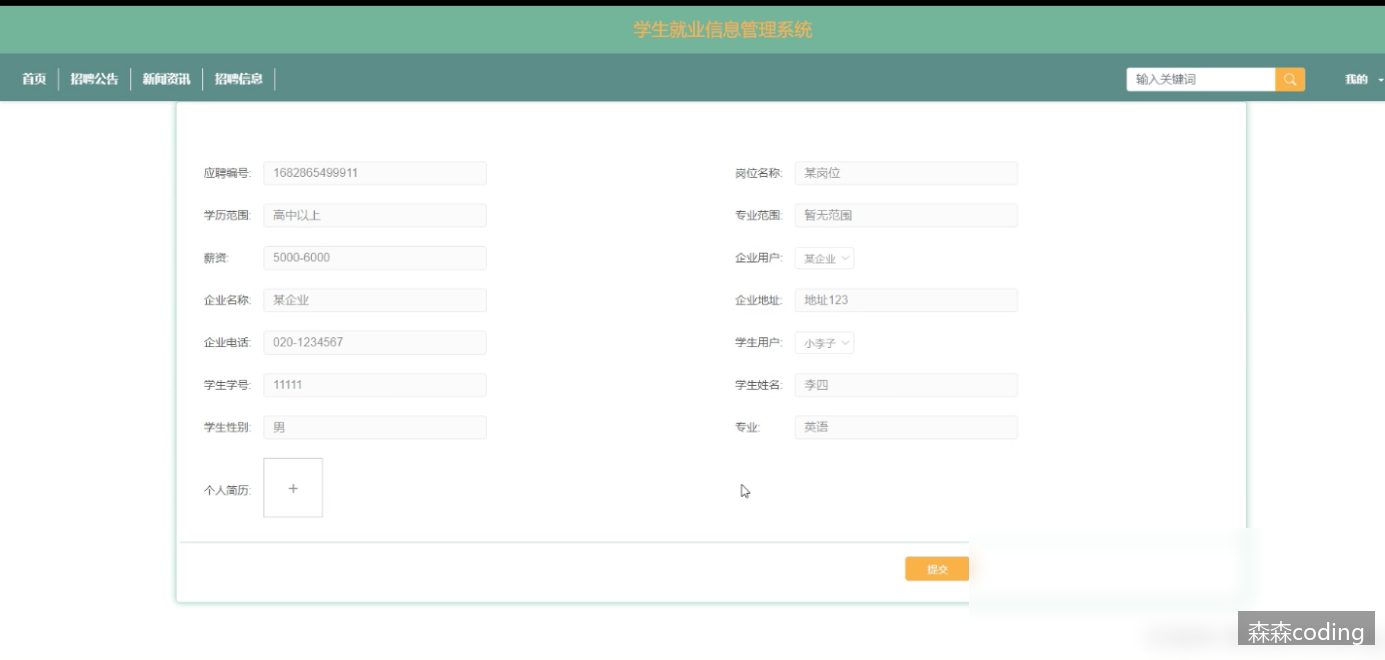 学生就业信息管理系统
首页 招聘公告 新闻资讯 招聘信息 输入关键词 我的
应聘编号: 1682865499911 岗位名称: 某岗位
学历范围: 高中以上 专业范围: 暂无范围
薪资: 5000-6000 企业用户: 某企业
企业名称: 某企业 企业地址: 地址123
企业电话: 020-1234567 学生用户: 小李子
学生学号: 11111 学生姓名: 李四
学生性别: 男 专业: 英语
个人简历: +
提交
森森coding